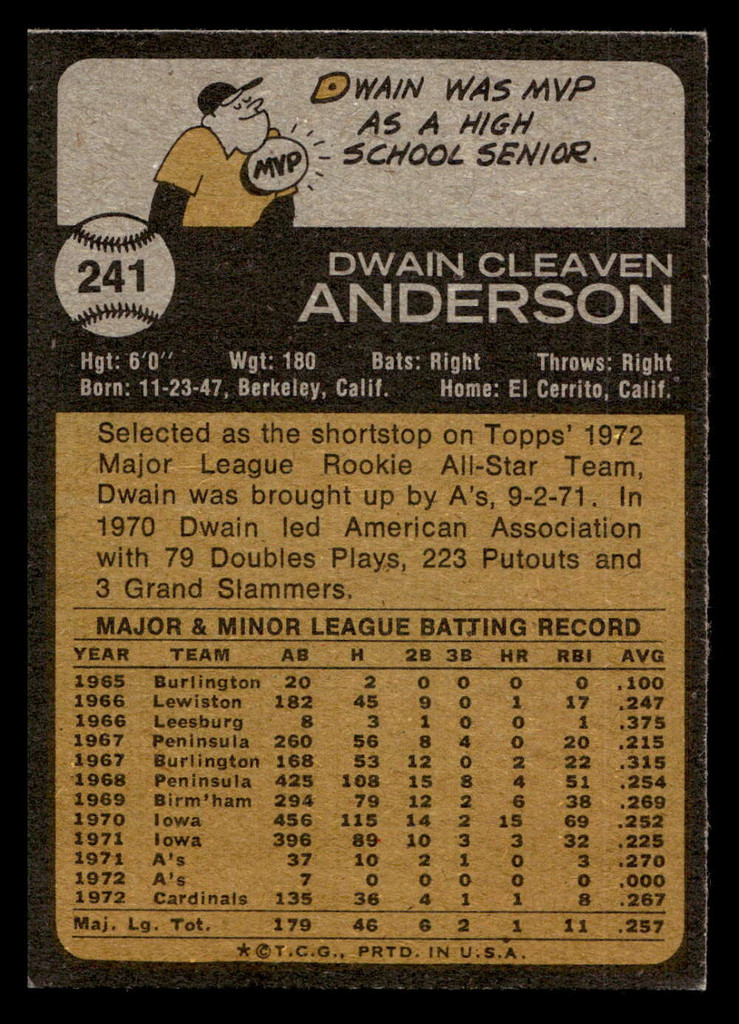 DWAIN WAS MVP
AS A HIGH
SCHOOL SENIOR.
MVP
241
DWAIN CLEAVEN
ANDERSON
Hgt: 6'0" Wgt: 180 Bats: Right Throws: Right
Born: 11-23-47, Berkeley, Calif. Home: El Cerrito, Calif.
Selected as the shortstop on Topps' 1972
Major League Rookie All-Star Team,
Dwain was brought up by A's, 9-2-71. In
1970 Dwain led American Association
with 79 Doubles Plays, 223 Putouts and
3 Grand Slammers.
MAJOR & MINOR LEAGUE BATTING RECORD
YEAR TEAM AB H 2B 3B HR RBI AVG
1965 Burlington 20 2 0 0 0 0 .100
1966 Lewiston 182 45 9 0 1 17 .247
1966 Leesburg 8 3 1 0 0 1 .375
1967 Peninsula 260 56 8 4 0 20 .215
1967 Burlington 168 53 12 0 2 22 .315
1968 Peninsula 425 108 15 8 4 51 .254
1969 Birm'ham 294 79 12 2 6 38 .269
1970 Iowa 456 115 14 2 15 69 .252
1971 Iowa 396 89 10 3 3 32 .225
1971 A's 37 10 2 1 0 3 .270
1972 A's 7 0 0 0 0 0 .000
1972 Cardinals 135 36 4 1 1 8 .267
Maj. Lg. Tot. 179 46 6 2 1 11 .257
*©T.C.G., PRTD. IN U.S.A.